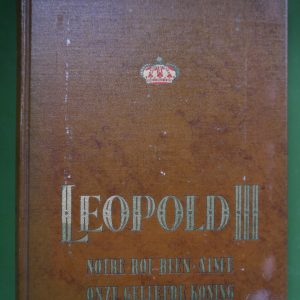 LEOPOLD III
NOTRE ROI BIEN-AIMÉ
ONZE GELIEFDE KONING